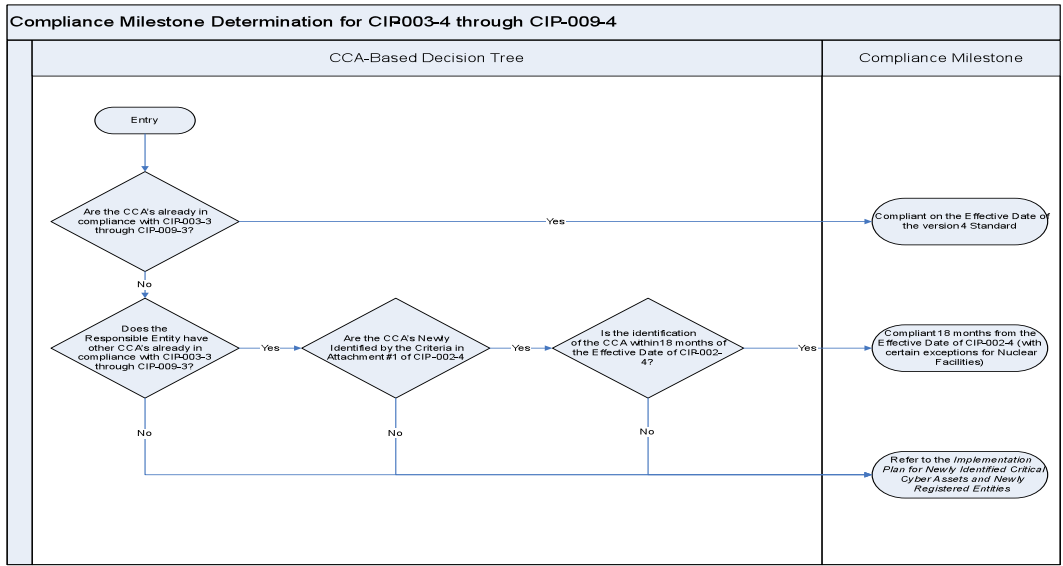 Compliance Milestone Determination for CIP-003-4 through CIP-009-4
CCA-Based Decision Tree
Compliance Milestone
Entry
Are the CCA's already in
compliance with CIP-003-3
through CIP-009-3?
Yes
Compliant on the Effective Date of
the version 4 Standard
No
Does the
Responsible Entity have
other CCA's already in
compliance with CIP-003-3
through CIP-009-3?
Yes
Are the CCA's Newly
Identified by the Criteria in
Attachment #1 of CIP-002-4
Yes
Is the identification
of the CCA within 18 months of
the Effective Date of CIP-002-
4?
Yes
Compliant 18 months from the
Effective Date of CIP-002-4 (with
certain exceptions for Nuclear
Facilities)
No
No
No
Refer to the Implementation
Plan for Newly Identified Critical
Cyber Assets and Newly
Registered Entities